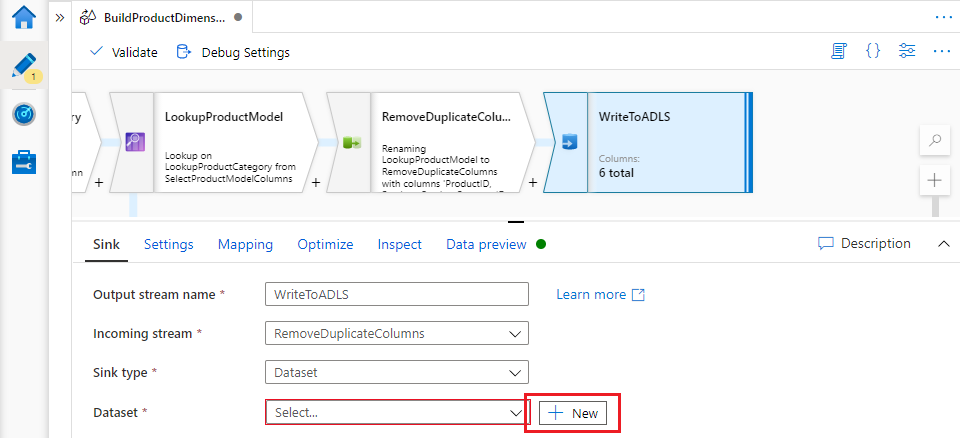 BuildProductDimens...
1
Validate
Debug Settings
ry
mn
+
LookupProductModel
Lookup on
LookupProductCategory from
SelectProductModelColumns
+
RemoveDuplicateColu...
Renaming
LookupProductModel to
RemoveDuplicateColumns
with columns 'ProductID,
+
WriteToADLS
Columns:
6 total
Sink
Settings
Mapping
Optimize
Inspect
Data preview
Description
Output stream name *
WriteToADLS
Learn more
Incoming stream *
RemoveDuplicateColumns
Sink type *
Dataset
Dataset *
Select...
New